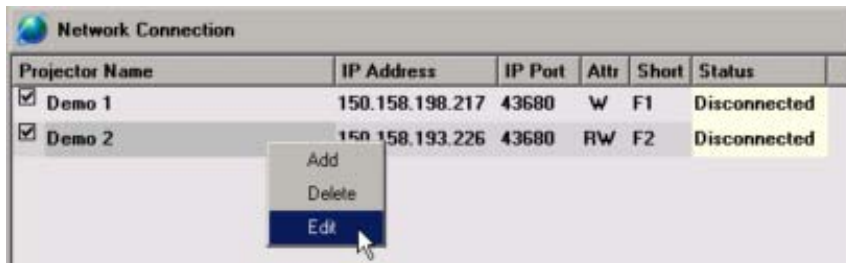 Network Connection
Projector Name IP Address IP Port Attr Short Status
Demo 1 150.158.198.217 43680 W F1 Disconnected
Demo 2 150.158.193.226 43680 RW F2 Disconnected
Add
Delete
Edit